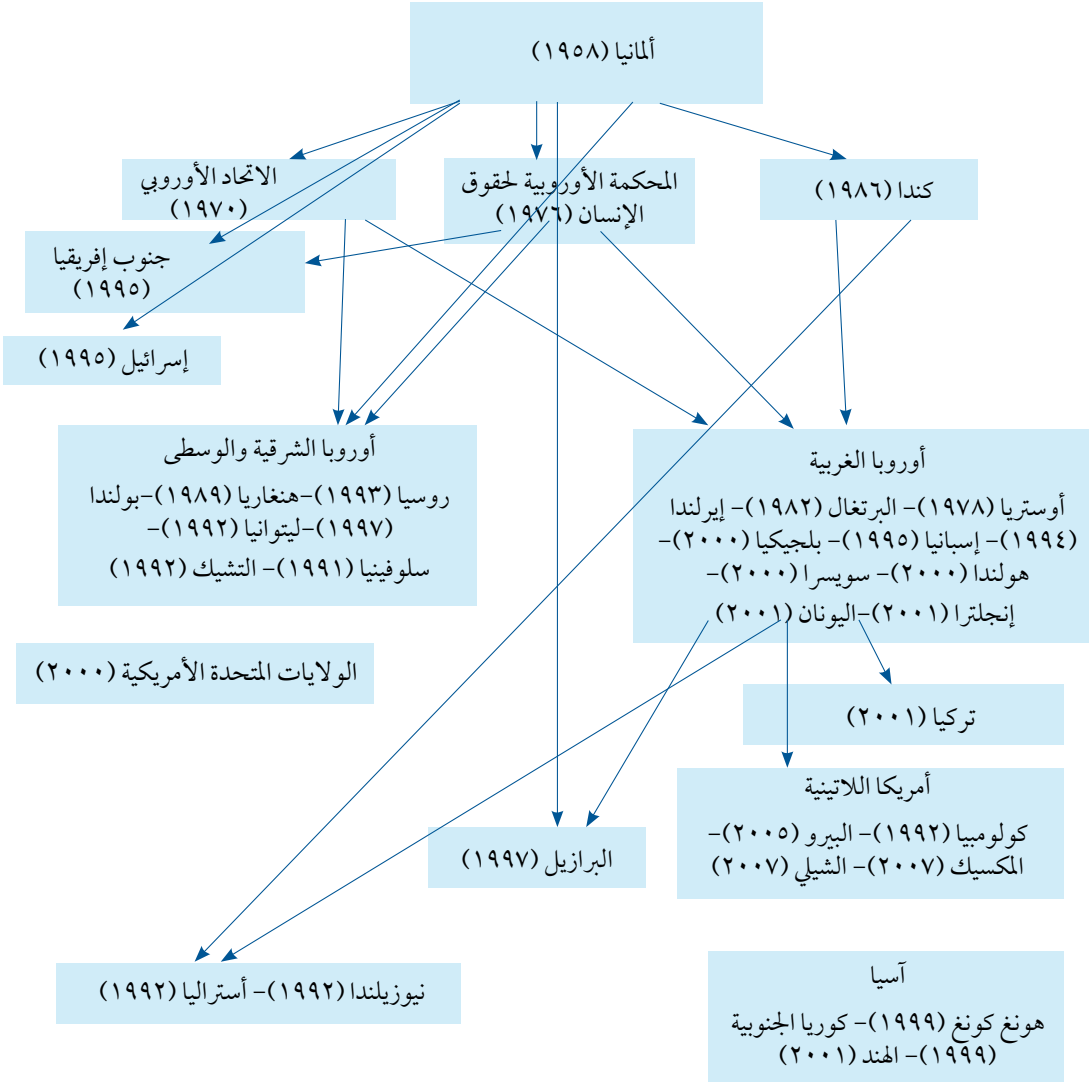 ألمانيا (١٩٥٨)
كندا (١٩٨٦)
المحكمة الأوروبية لحقوق
الإنسان (١٩٧٦)
الاتحاد الأوروبي
(١٩٧٠)
جنوب إفريقيا
(١٩٩٥)
إسرائيل (١٩٩٥)
أوروبا الغربية
أوستريا (١٩٧٨)– البرتغال (١٩٨٢)– إيرلندا
(١٩٩٤)– إسبانيا (١٩٩٥)– بلجيكيا (٢٠٠٠)–
هولندا (٢٠٠٠)– سويسرا (٢٠٠٠)–
إنجلترا (٢٠٠١)–اليونان (٢٠٠١)
أوروبا الشرقية والوسطى
روسيا (١٩٩٣)–هنغاريا (١٩٨٩)–بولندا
(١٩٩٧)–ليتوانيا (١٩٩٢)–
سلوفينيا (١٩٩١)– التشيك (١٩٩٢)
الولايات المتحدة الأمريكية (٢٠٠٠)
تركيا (٢٠٠١)
أمريكا اللاتينية
كولومبيا (١٩٩٢)– البيرو (٢٠٠٥)–
المكسيك (٢٠٠٧)– الشيلي (٢٠٠٧)
البرازيل (١٩٩٧)
نيوزيلندا (١٩٩٢)– أستراليا (١٩٩٢)
آسيا
هونغ كونغ (١٩٩٩)– كوريا الجنوبية
(١٩٩٩)– الهند (٢٠٠١)